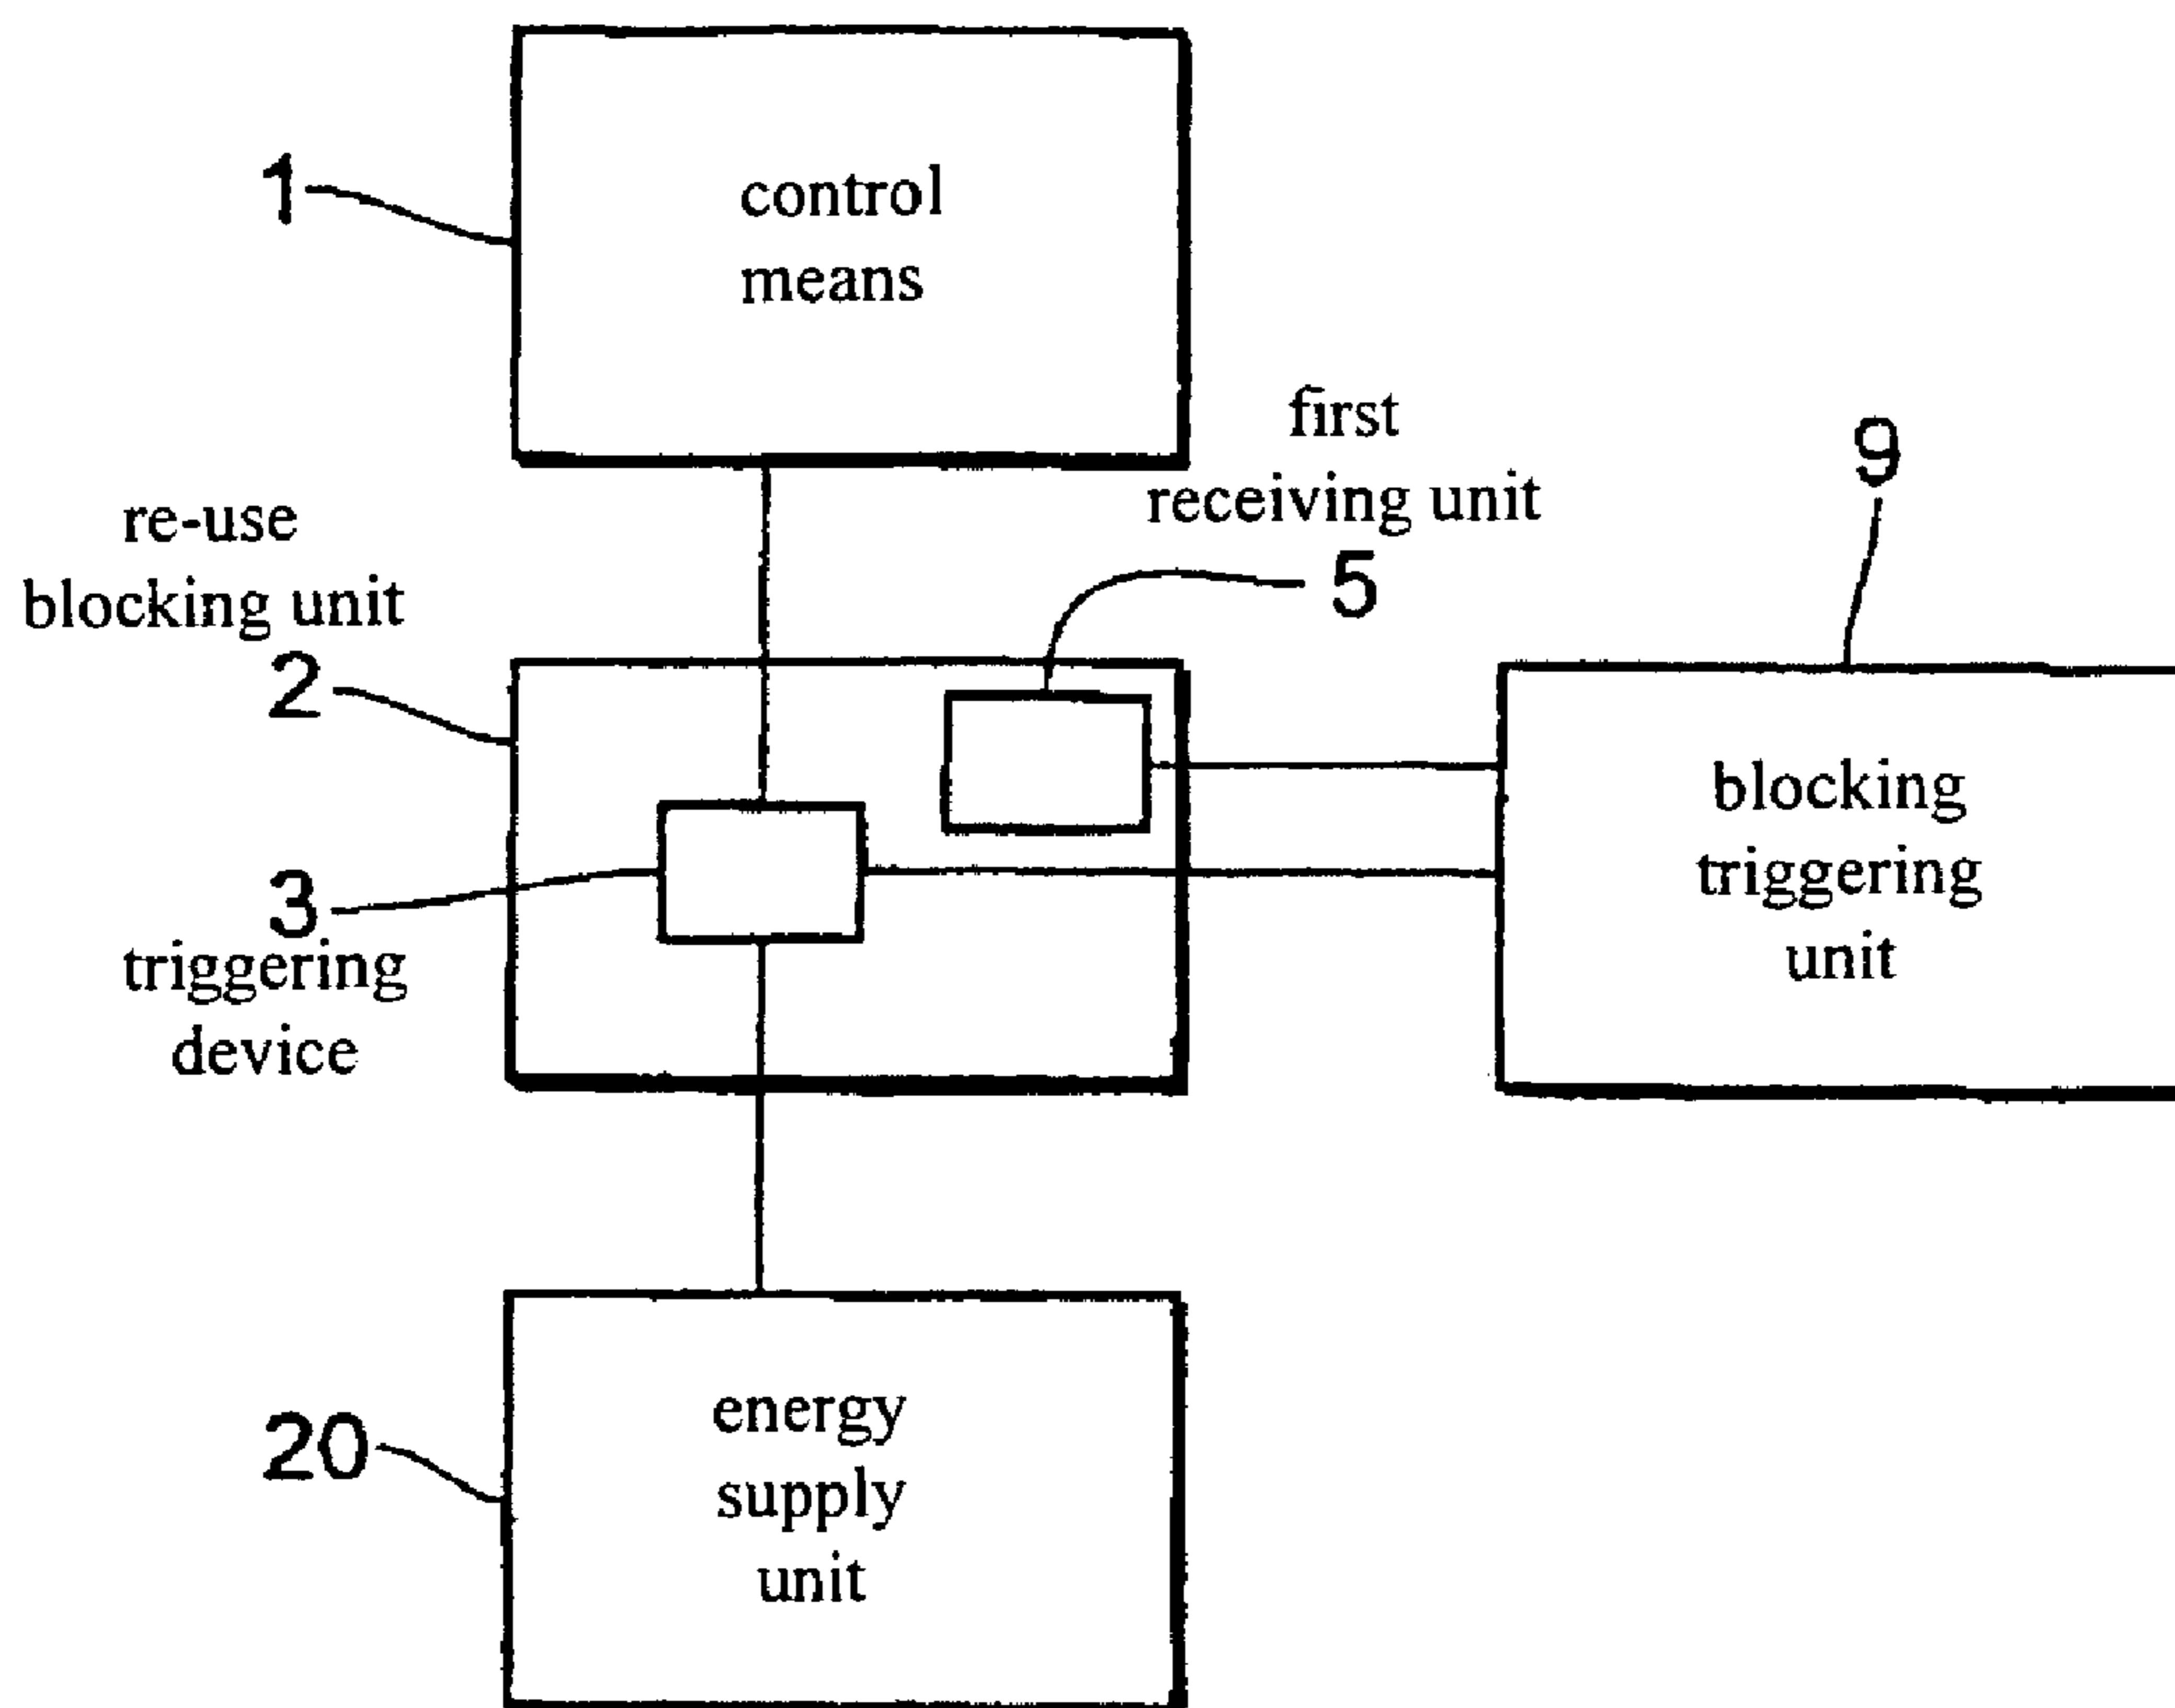 1
control
means
first
receiving unit
5
9
re-use
blocking unit
2
blocking
triggering
unit
3
triggering
device
20
energy
supply
unit